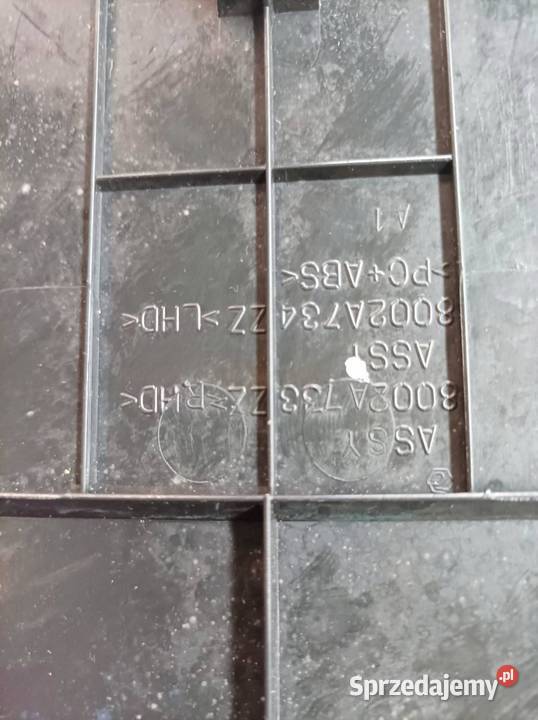 ASSY
8002A733 ZZ<RHD>
ASSY
8002A734 ZZ<LHD>
>PC+ABS<
A1
Sprzedajemy.pl